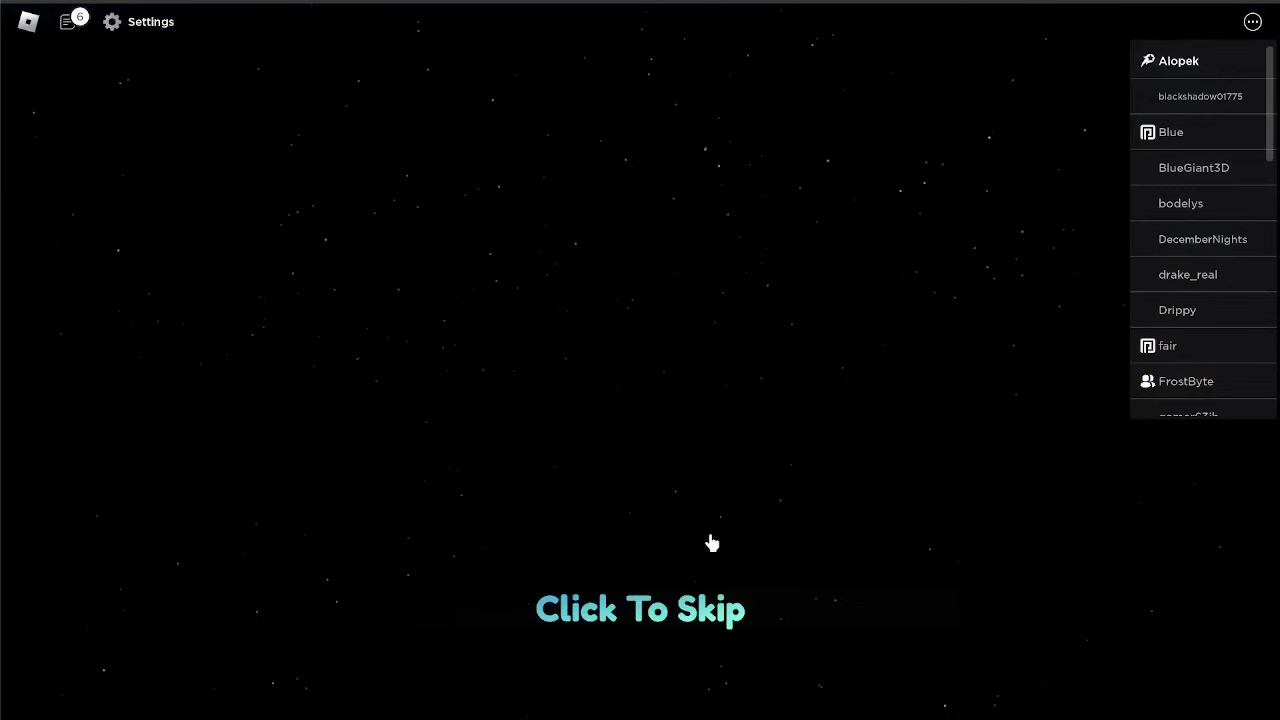 6
Settings
Alopek
blackshadow01775
Blue
BlueGiant3D
bodelys
DecemberNights
drake_real
Drippy
fair
FrostByte
Click To Skip